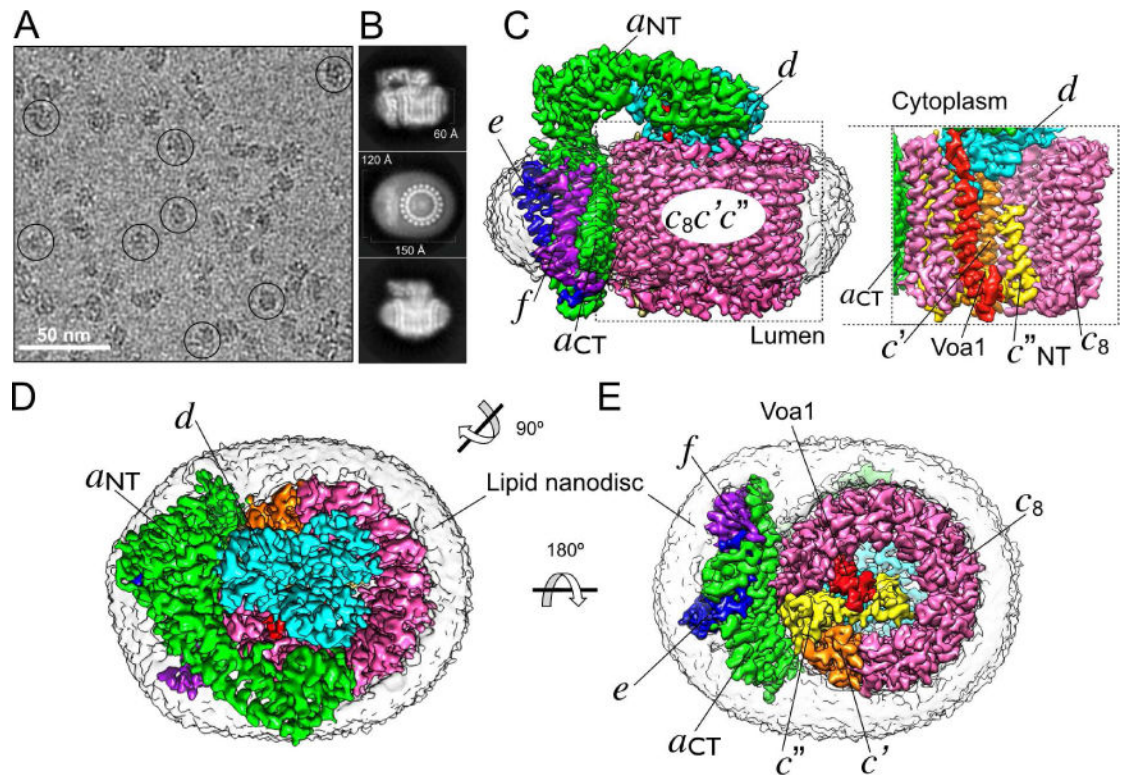 A
50 nm
B
60 Å
120 Å
150 Å
C
aNT
d
e
c8c'c"
f
aCT
Lumen
Cytoplasm
d
aCT
c'
Voa1
c"NT
c8
D
d
aNT
90º
Lipid nanodisc
180º
E
Voa1
f
c8
e
aCT
c"
c'